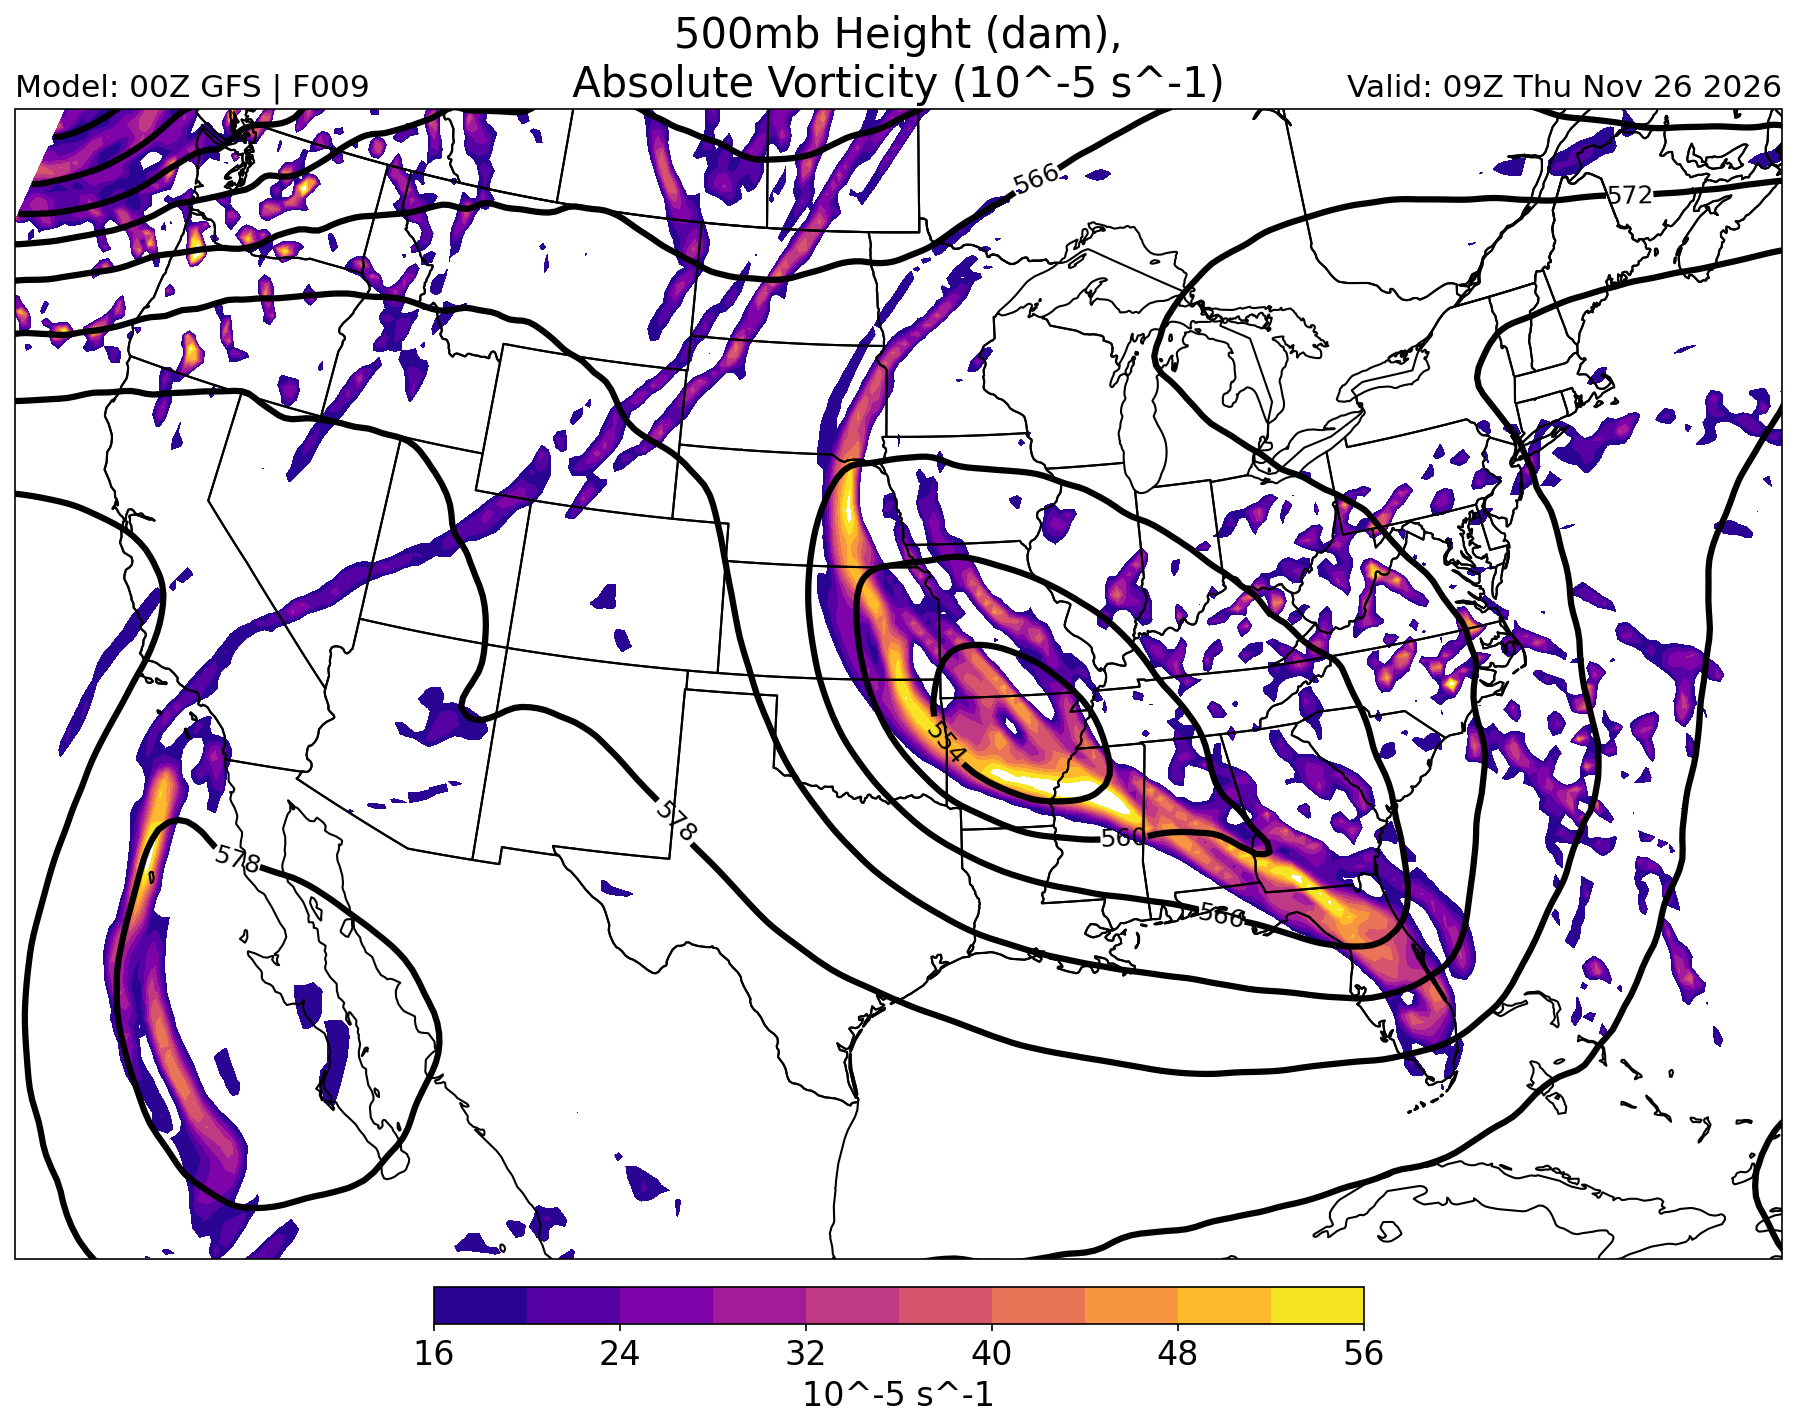 500mb Height (dam),
Model: 00Z GFS | F009
Absolute Vorticity (10^-5 s^-1)
Valid: 09Z Thu Nov 26 2026
566
572
554
578
560
578
566
16 24 32 40 48 56
10^-5 s^-1